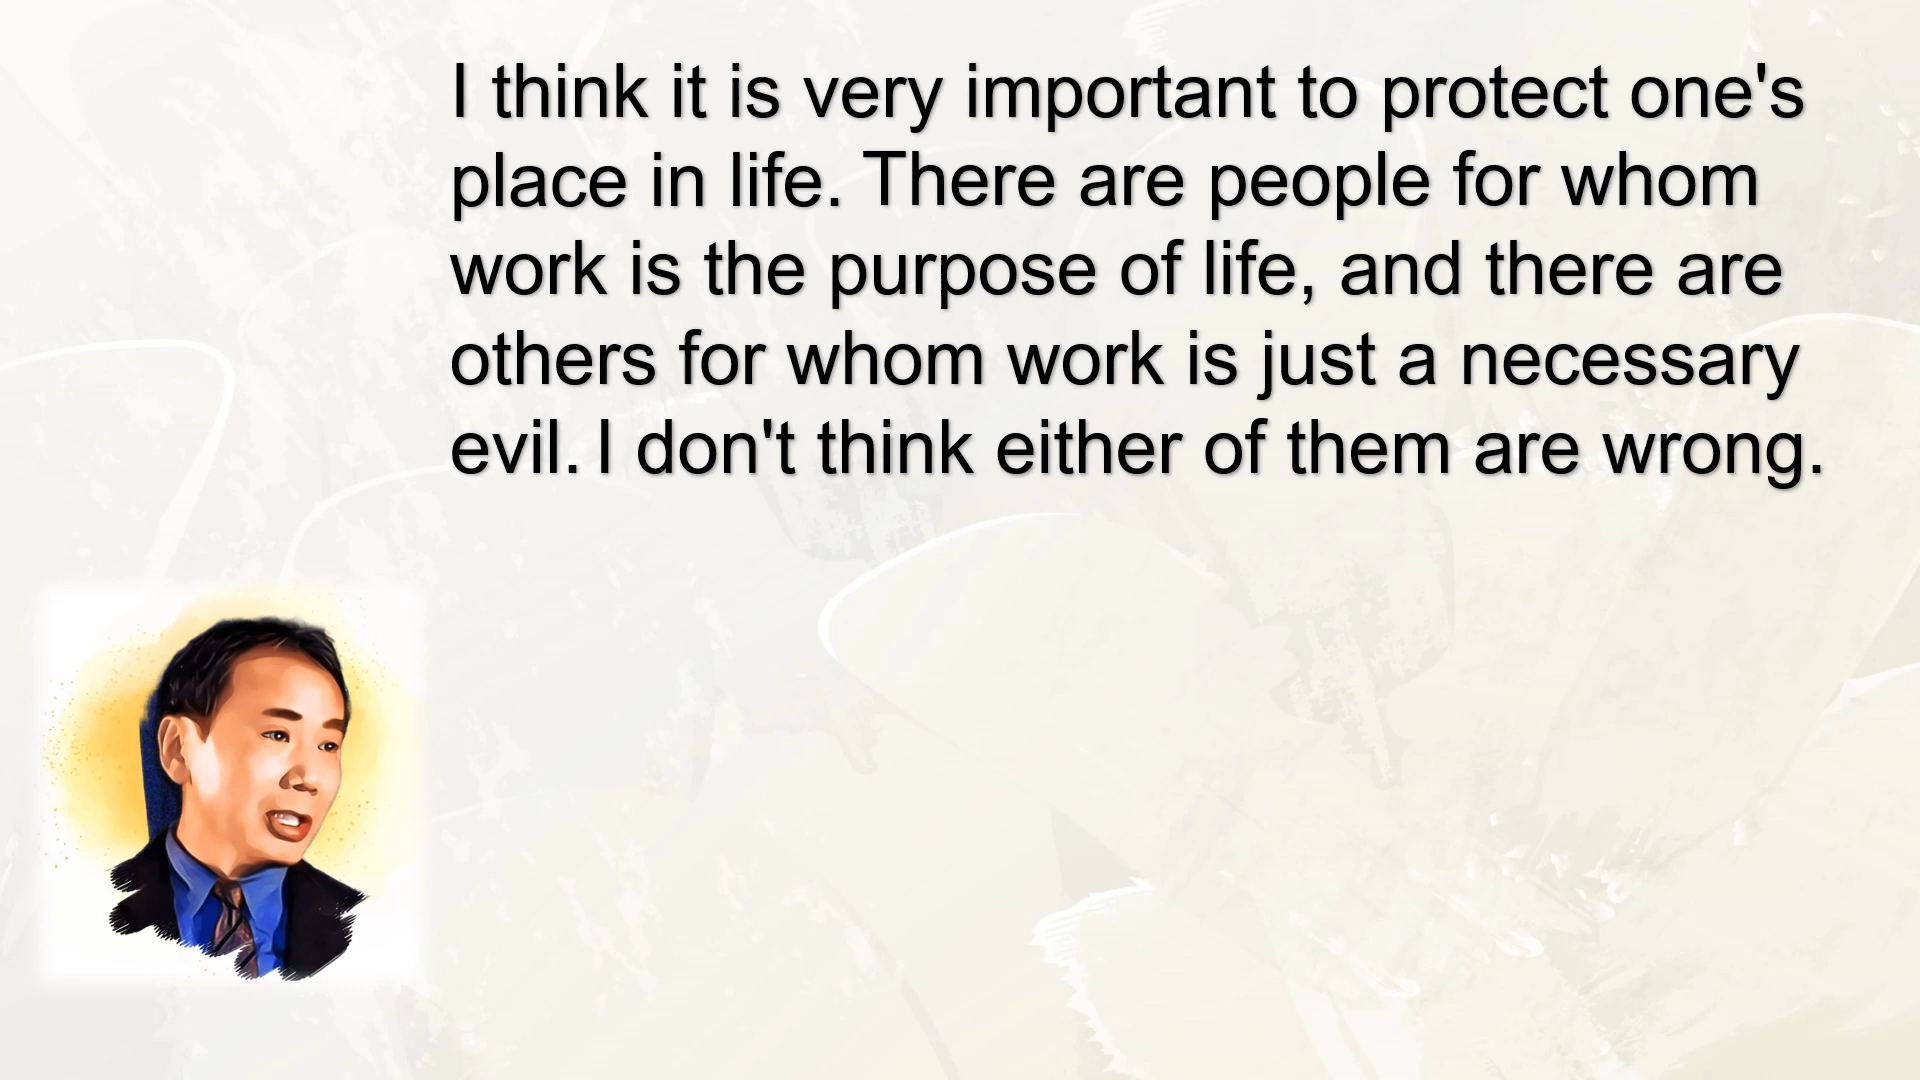 I think it is very important to protect one's
place in life. There are people for whom
work is the purpose of life, and there are
others for whom work is just a necessary
evil. I don't think either of them are wrong.